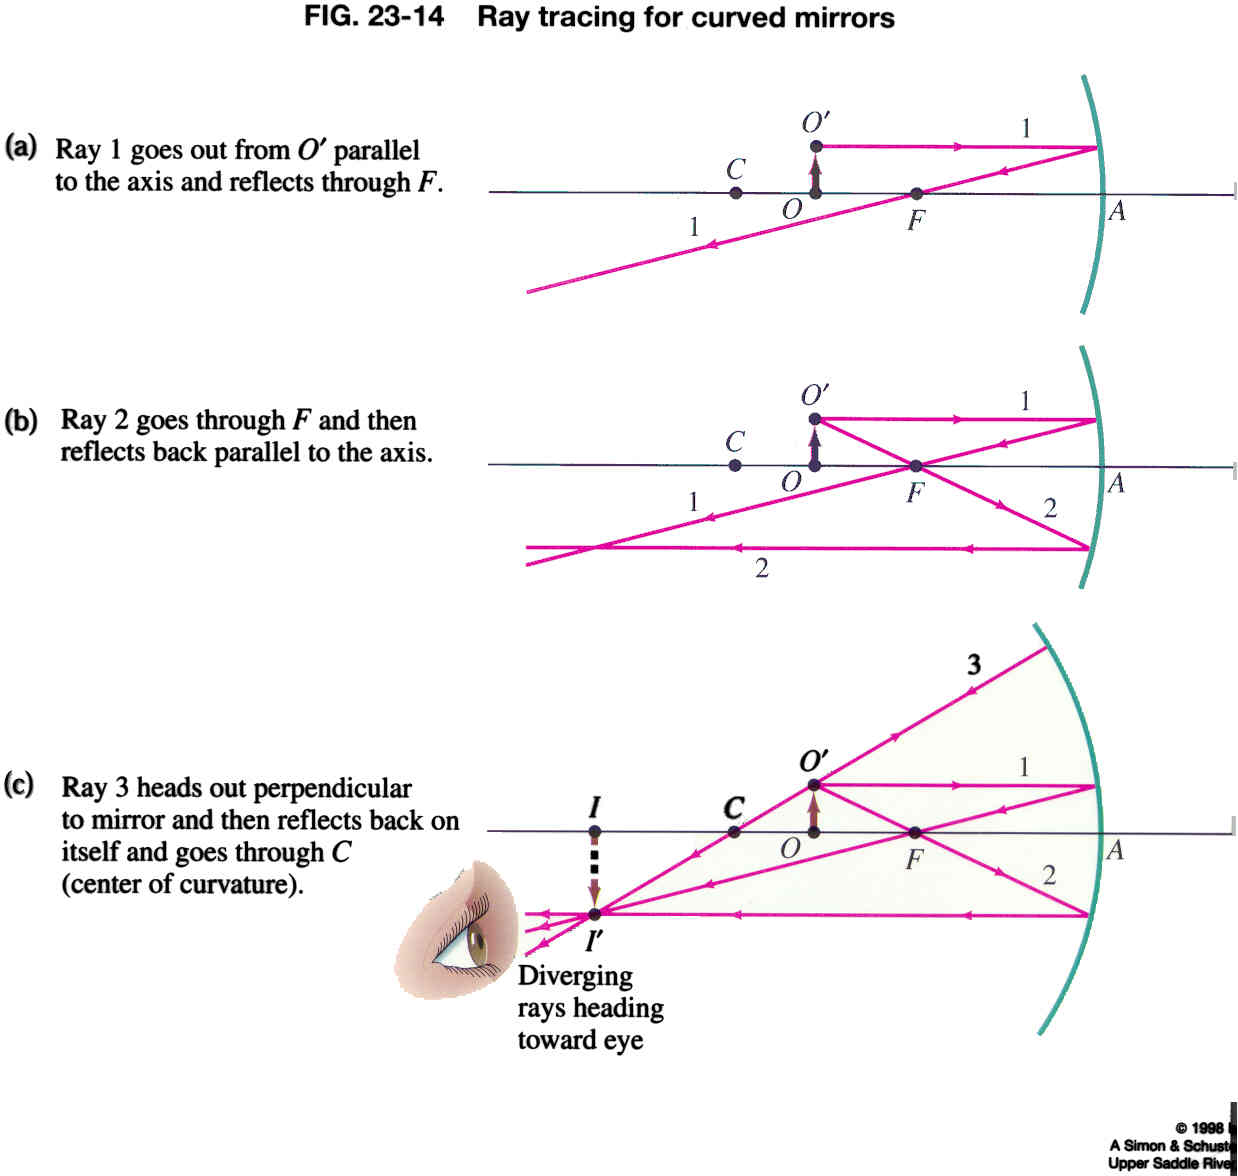 FIG. 23-14 Ray tracing for curved mirrors
(a) Ray 1 goes out from O′ parallel
to the axis and reflects through F.
O′
1
C
O
F
A
1
(b) Ray 2 goes through F and then
reflects back parallel to the axis.
O′
1
C
O
F
A
1
2
2
(c) Ray 3 heads out perpendicular
to mirror and then reflects back on
itself and goes through C
(center of curvature).
3
O′
1
I
C
O
F
A
2
I′
Diverging
rays heading
toward eye
© 1998
A Simon &
Upper Saddle